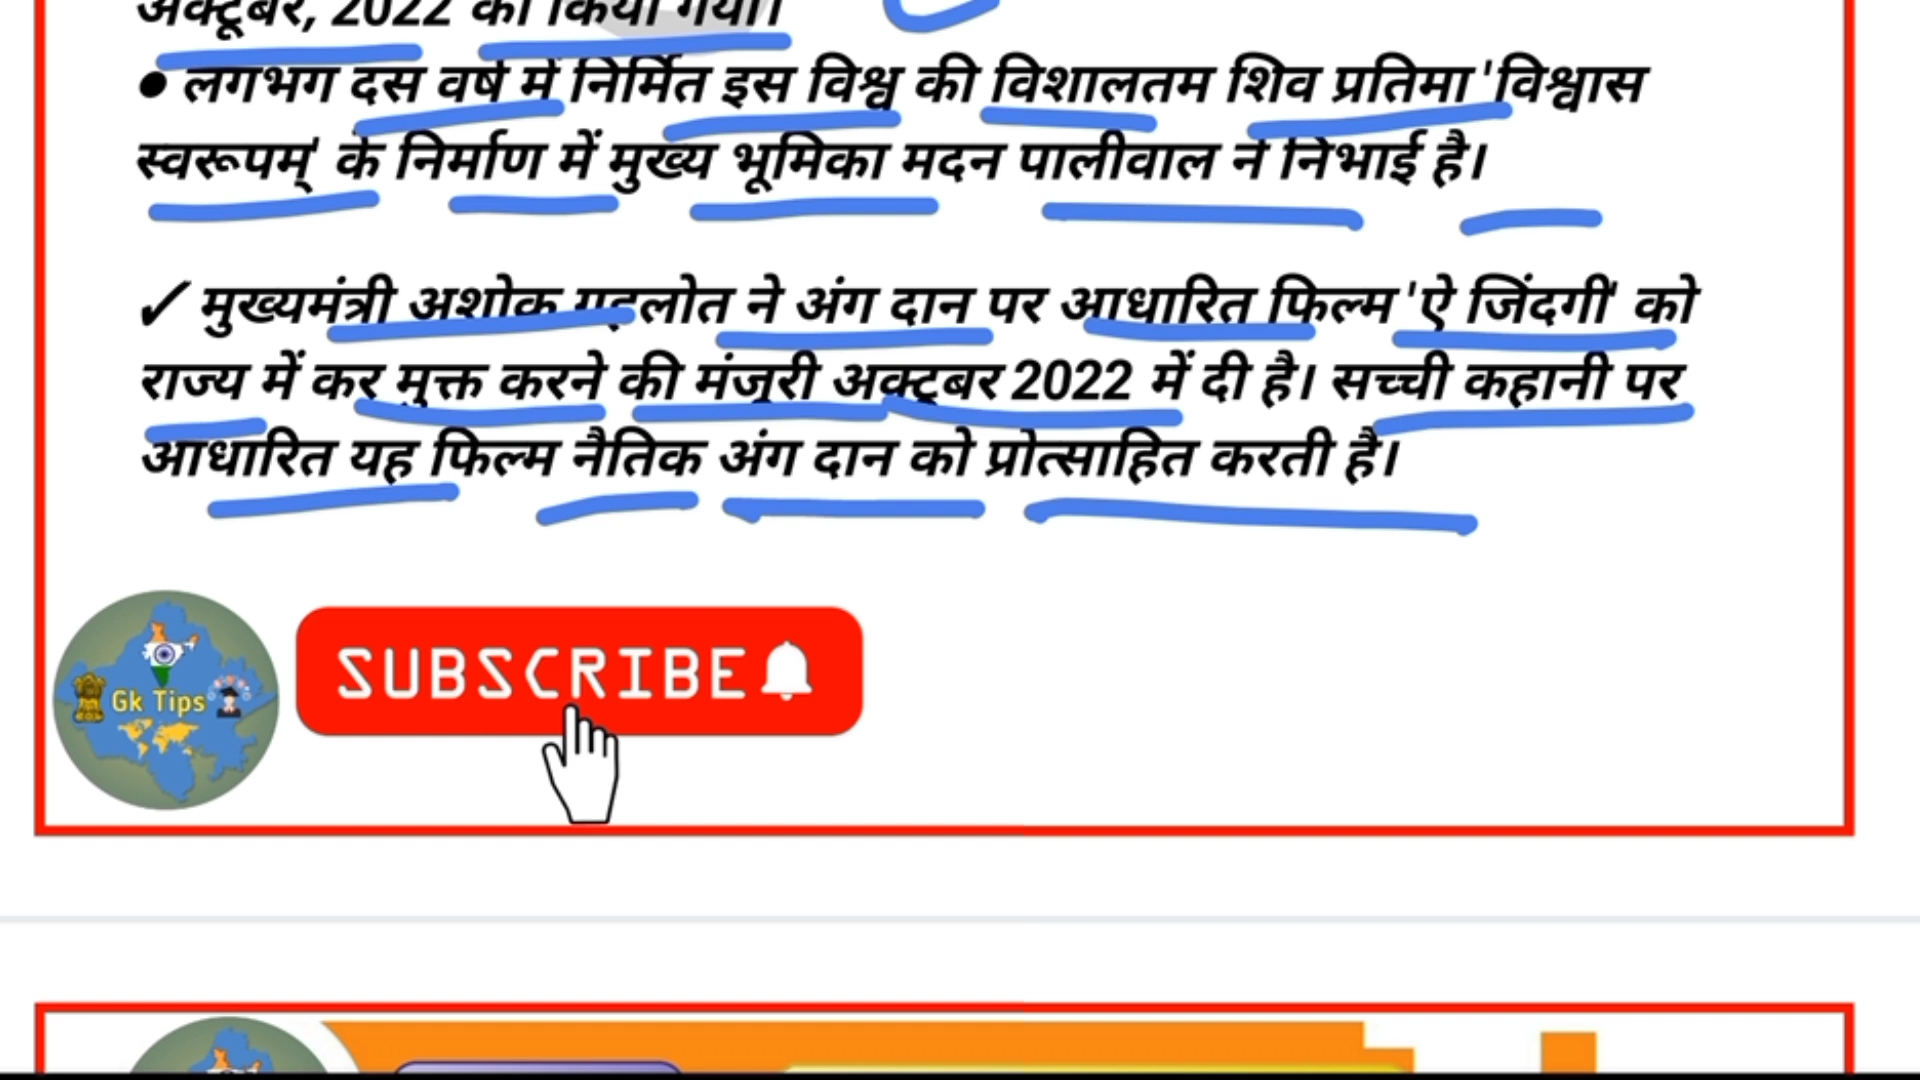 अक्टूबर, 2022 को किया गया।
● लगभग दस वर्ष में निर्मित इस विश्व की विशालतम शिव प्रतिमा 'विश्वास
स्वरूपम्' के निर्माण में मुख्य भूमिका मदन पालीवाल ने निभाई है।
✓ मुख्यमंत्री अशोक गहलोत ने अंग दान पर आधारित फिल्म 'ऐ जिंदगी' को
राज्य में कर मुक्त करने की मंजूरी अक्टूबर 2022 में दी है। सच्ची कहानी पर
आधारित यह फिल्म नैतिक अंग दान को प्रोत्साहित करती है।
Gk Tips
SUBSCRIBE